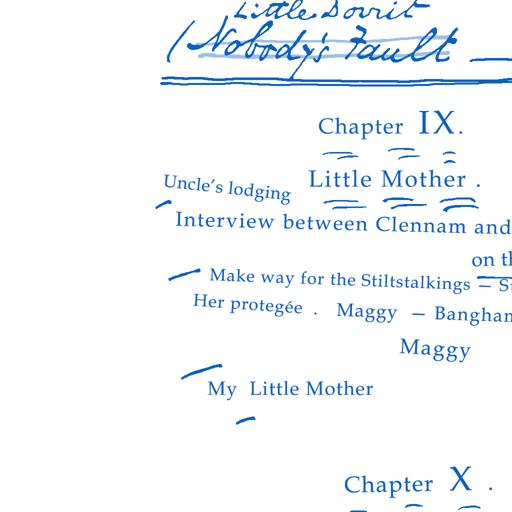 Little Dorrit
(Nobody's Fault —
Chapter IX.
Little Mother .
Uncle's lodging
Interview between Clennam and
on th
Make way for the Stiltstalkings — St
Her protegée . Maggy — Bangham
Maggy
My Little Mother
Chapter X .